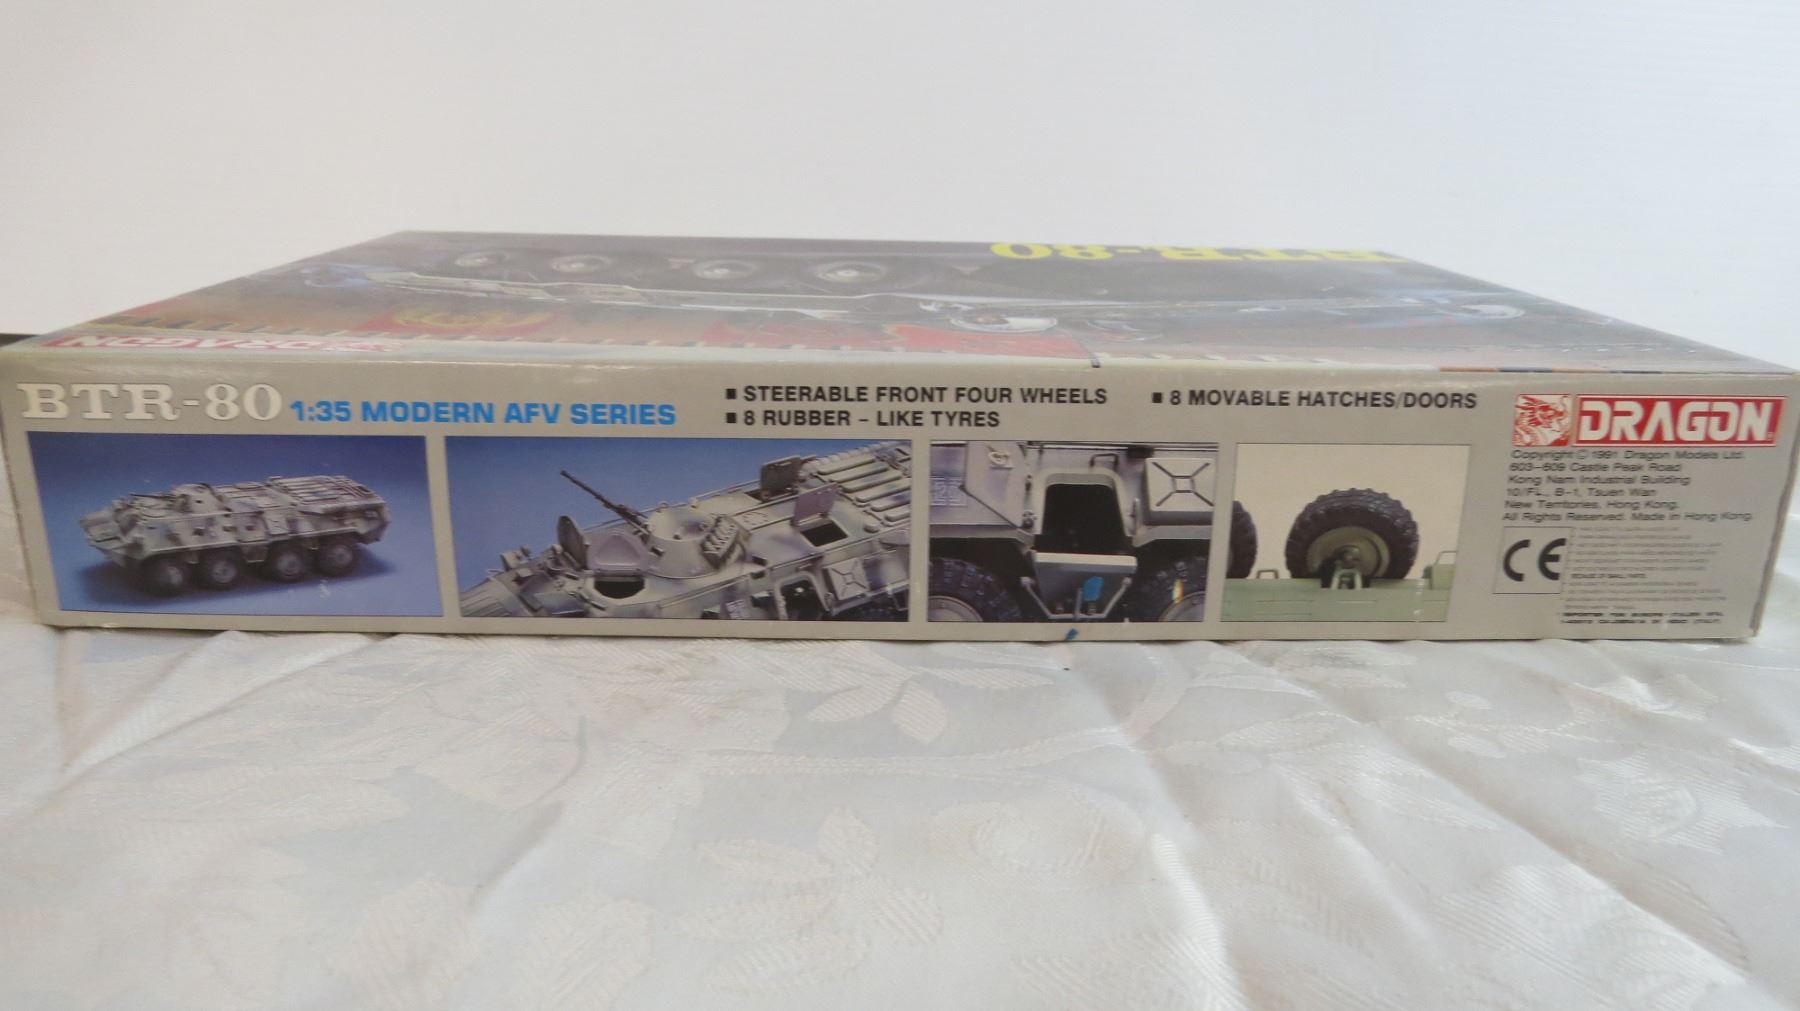 BTR-80
DRAGON
BTR-80 1:35 MODERN AFV SERIES
■ STEERABLE FRONT FOUR WHEELS
■ 8 RUBBER - LIKE TYRES
■ 8 MOVABLE HATCHES/DOORS
DRAGON
Copyright © 1991 Dragon Models Ltd.
603-609 Castle Peak Road
Kong Nam Industrial Building
10/FL., B-1, Tsuen Wan
New Territories, Hong Kong.
All Rights Reserved. Made in Hong Kong.
CE